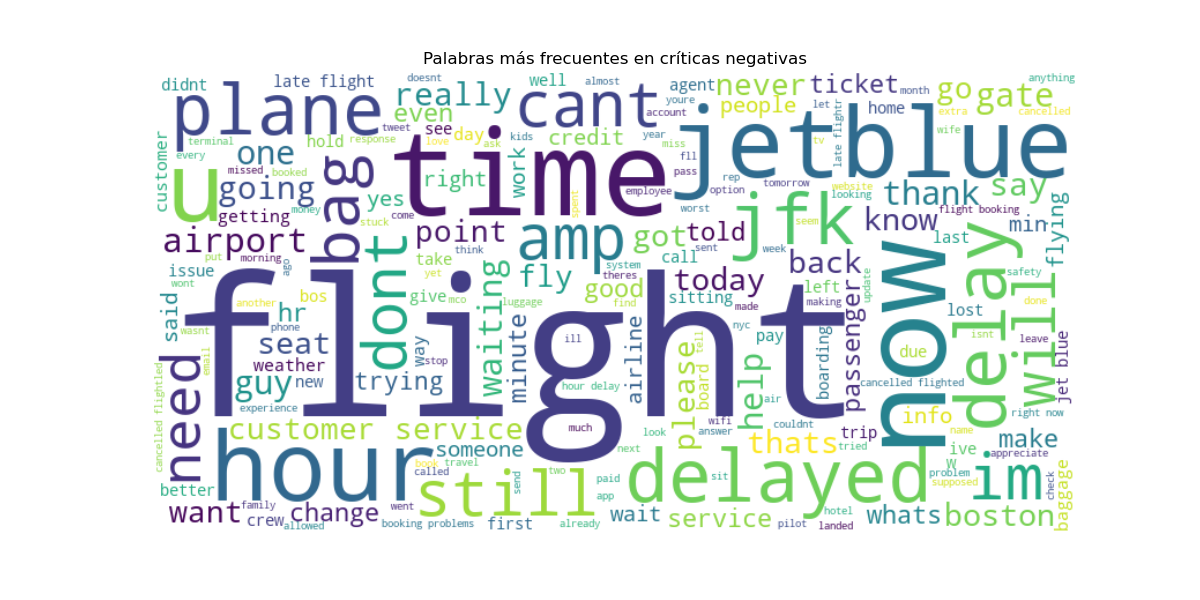 Palabras más frecuentes en críticas negativas
flight
time
jetblue
now
hour
plane
cant
u
bag
dont
amp
jfk
delay
delayed
still
im
will
need
airport
one
going
really
even
never
ticket
people
agent
well
go
gate
home
thank
say
know
flying
min
last
back
told
got
today
point
right
yes
work
credit
see
day
hold
late flight
didnt
customer
getting
issue
said
hr
bos
seat
guy
new
weather
trying
way
waiting
minute
fly
good
take
give
call
sitting
airline
please
help
passenger
boarding
left
pay
lost
info
due
thats
trip
make
ive
whats
boston
baggage
jet blue
customer service
someone
want
crew
change
first
wait
service
better
experience
doesnt
almost
youre
account
let
month
extra
cancelled
anything
wife
late flightr
tv
kids
year
miss
ask
love
tweet
response
terminal
every
missed
booked
money
stuck
come
think
spent
employee
fll
pass
rep
option
worst
tomorrow
website
looking
seem
flight booking
put
morning
ago
wont
another
phone
wasnt
email
cancelled flightled
yet
mco
luggage
system
theres
sent
week
find
made
making
update
nyc
safety
done
isnt
leave
ill
stop
hour delay
board
tell
air
cancelled flighted
right now
name
appreciate
W
problem
supposed
check
couldnt
wifi
answer
tried
much
look
next
two
send
book
travel
called
family
allowed
booking problems
went
already
paid
app
sit
hotel
pilot
landed